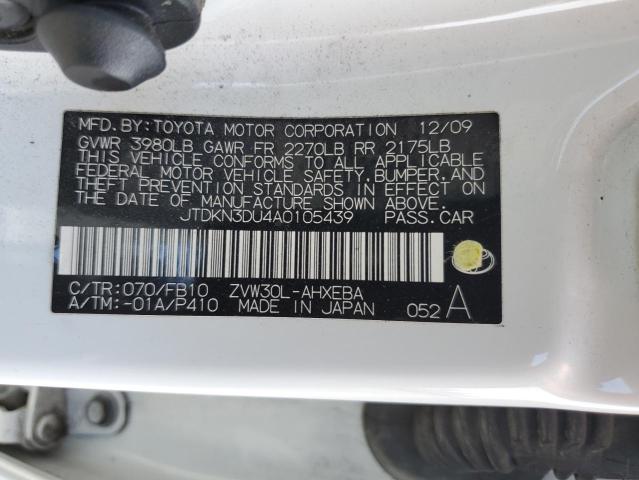 MFD.BY:TOYOTA MOTOR CORPORATION 12/09
GVWR 3980LB GAWR FR 2270LB RR 2175LB
THIS VEHICLE CONFORMS TO ALL APPLICABLE
FEDERAL MOTOR VEHICLE SAFETY,BUMPER,AND
THEFT PREVENTION STANDARDS IN EFFECT ON
THE DATE OF MANUFACTURE SHOWN ABOVE.
JTDKN3DU4A0105439 PASS.CAR
C/TR:070/FB10 ZVW30L-AHXEBA
A/TM:-01A/P410 MADE IN JAPAN 052 A